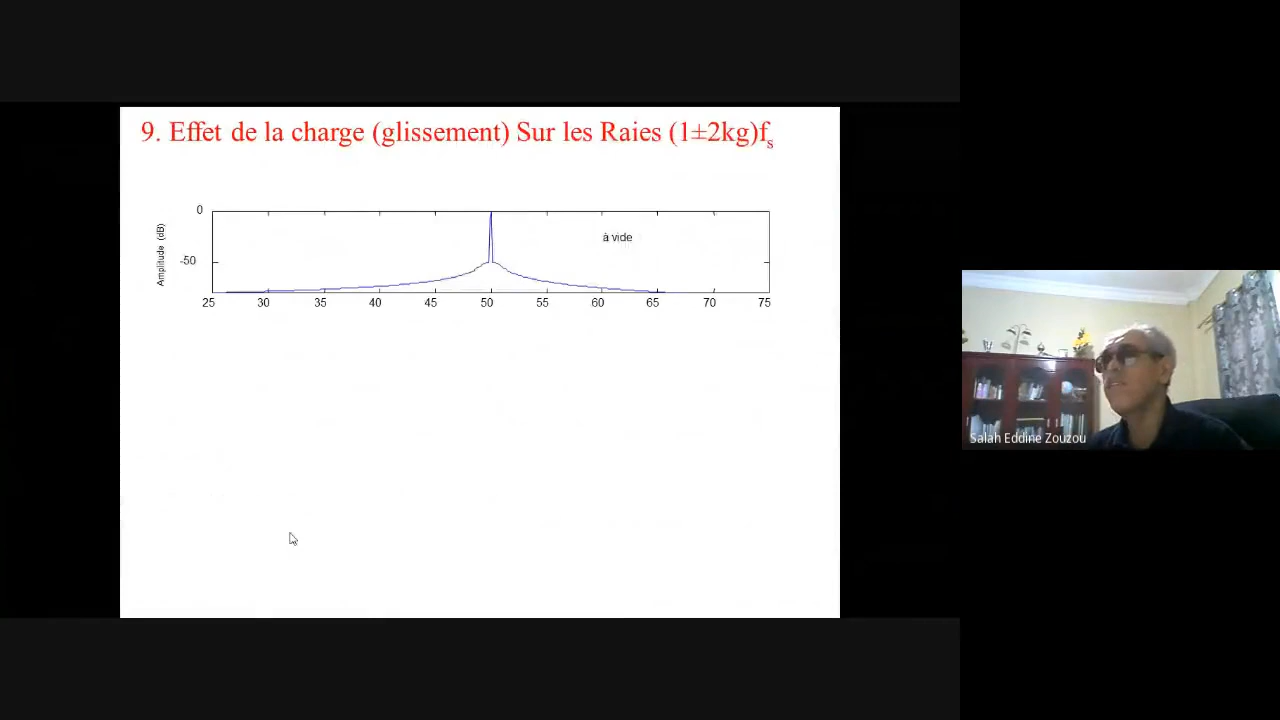 9. Effet de la charge (glissement) Sur les Raies (1±2kg)fs
0
à vide
Amplitude (dB)
-50
25 30 35 40 45 50 55 60 65 70 75
Salah Eddine Zouzou